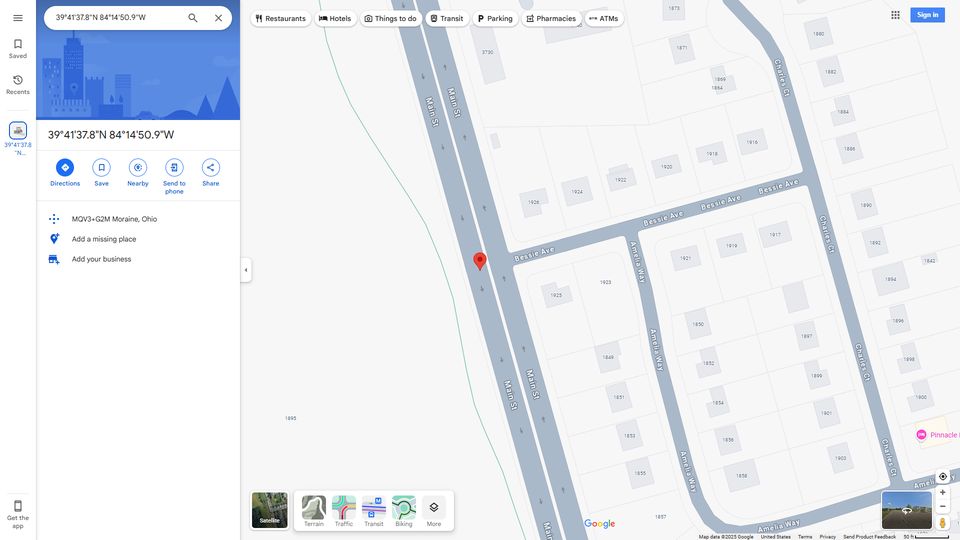 39°41'37.8"N 84°14'50.9"W
Restaurants
Hotels
Things to do
Transit
Parking
Pharmacies
ATMs
Sign in
Saved
Recents
39°41'37.8
"N...
Get the
app
39°41'37.8"N 84°14'50.9"W
Directions
Save
Nearby
Send to
phone
Share
MQV3+G2M Moraine, Ohio
Add a missing place
Add your business
1873
1880
3730
1871
Charles Ct
1882
1869
1864
Main St
Main St
1884
1886
1916
1918
1920
1922
1924
1926
Bessie Ave
Bessie Ave
Bessie Ave
Bessie Ave
1890
Charles Ct
1892
1842
1894
1917
1919
1921
Amelia Way
1923
1925
1896
1850
1897
Amelia Way
1849
1852
1898
Charles Ct
1899
Main St
Main St
1851
1854
1900
1901
1895
1853
1856
Pinnacle
1903
Charles Ct
1855
1858
Amelia Way
1857
Amelia Way
Main St
Satellite
Terrain
Traffic
Transit
Biking
More
Google
Map data ©2025 Google
United States
Terms
Privacy
Send Product Feedback
50 ft